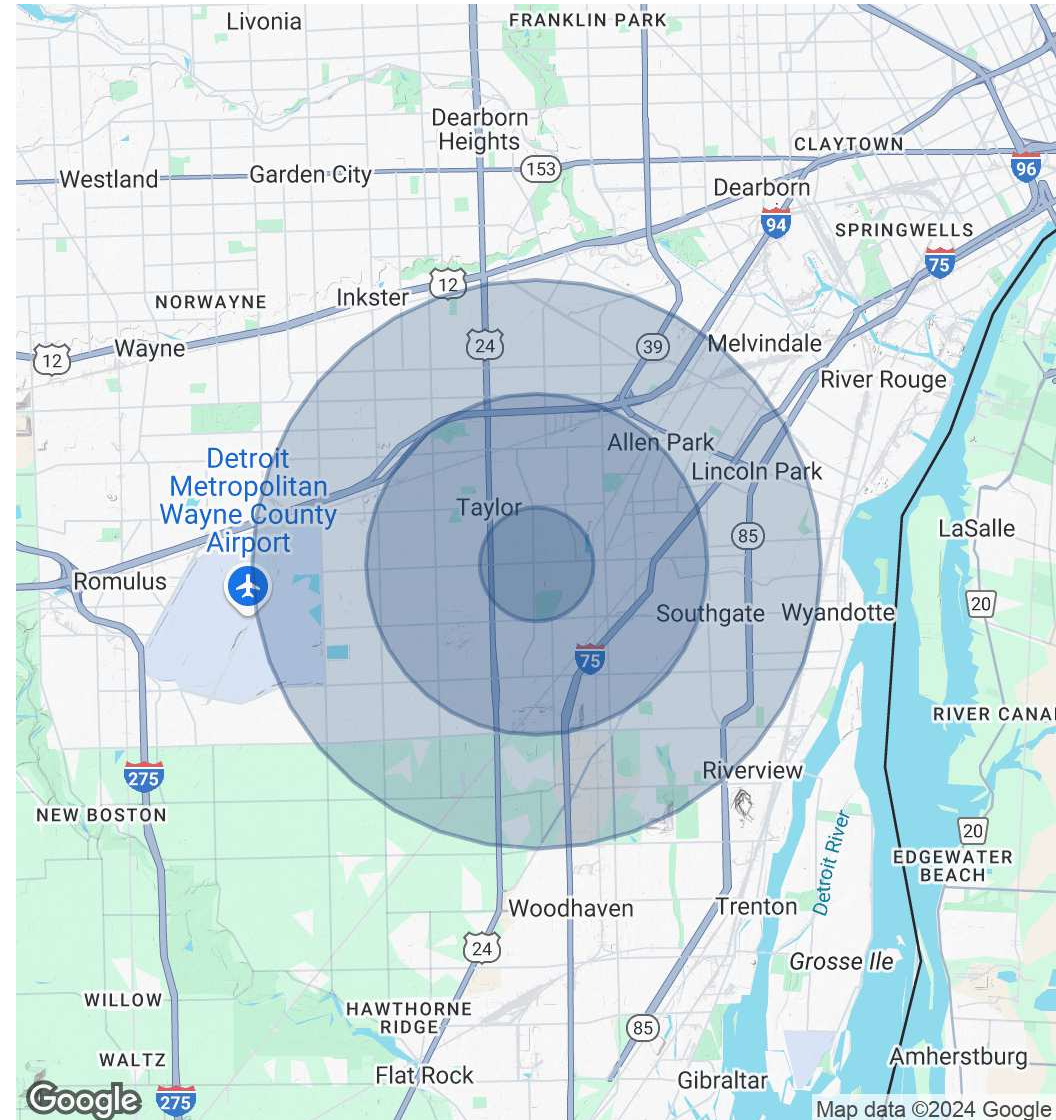 Livonia
FRANKLIN PARK
Dearborn
Heights
CLAYTOWN
153
96
Westland
Garden City
Dearborn
94
SPRINGWELLS
75
12
NORWAYNE
Inkster
24
39
Melvindale
12
Wayne
River Rouge
Allen Park
Detroit
Metropolitan
Wayne County
Airport
Lincoln Park
Taylor
85
LaSalle
Romulus
20
Southgate
Wyandotte
75
RIVER CANA
275
Riverview
NEW BOSTON
20
Detroit River
EDGEWATER
BEACH
Woodhaven
Trenton
24
Grosse Ile
WILLOW
HAWTHORNE
RIDGE
85
WALTZ
Flat Rock
Gibraltar
Amherstburg
Google
275
Map data ©2024 Google